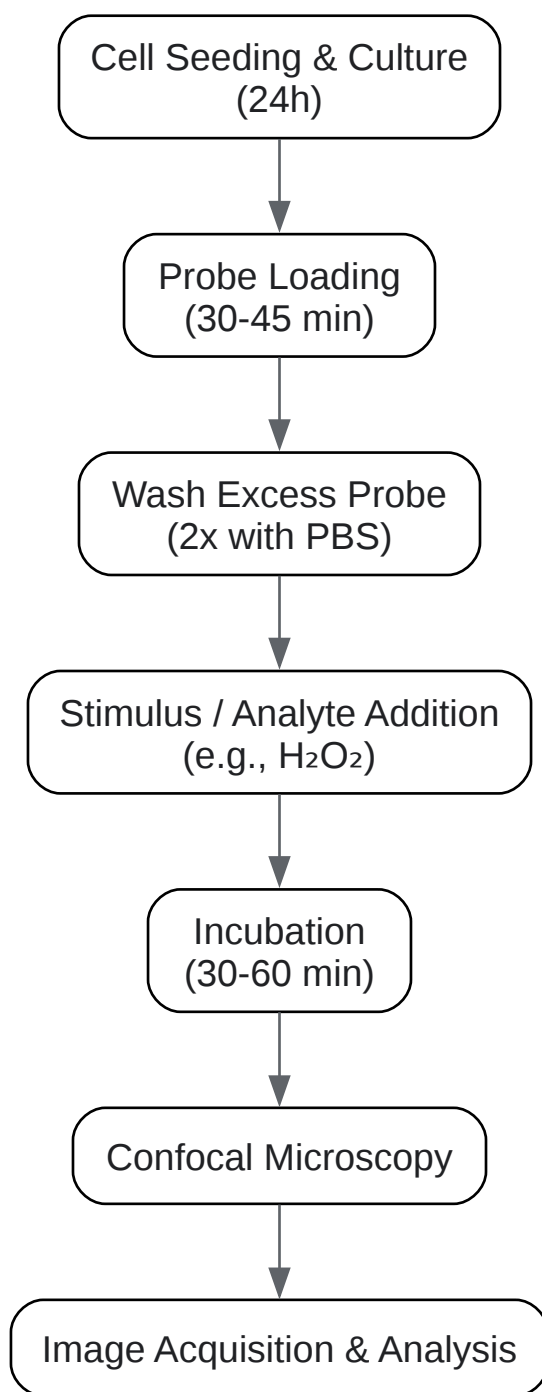 Cell Seeding & Culture
(24h)
Probe Loading
(30-45 min)
Wash Excess Probe
(2x with PBS)
Stimulus / Analyte Addition
(e.g., H₂O₂)
Incubation
(30-60 min)
Confocal Microscopy
Image Acquisition & Analysis